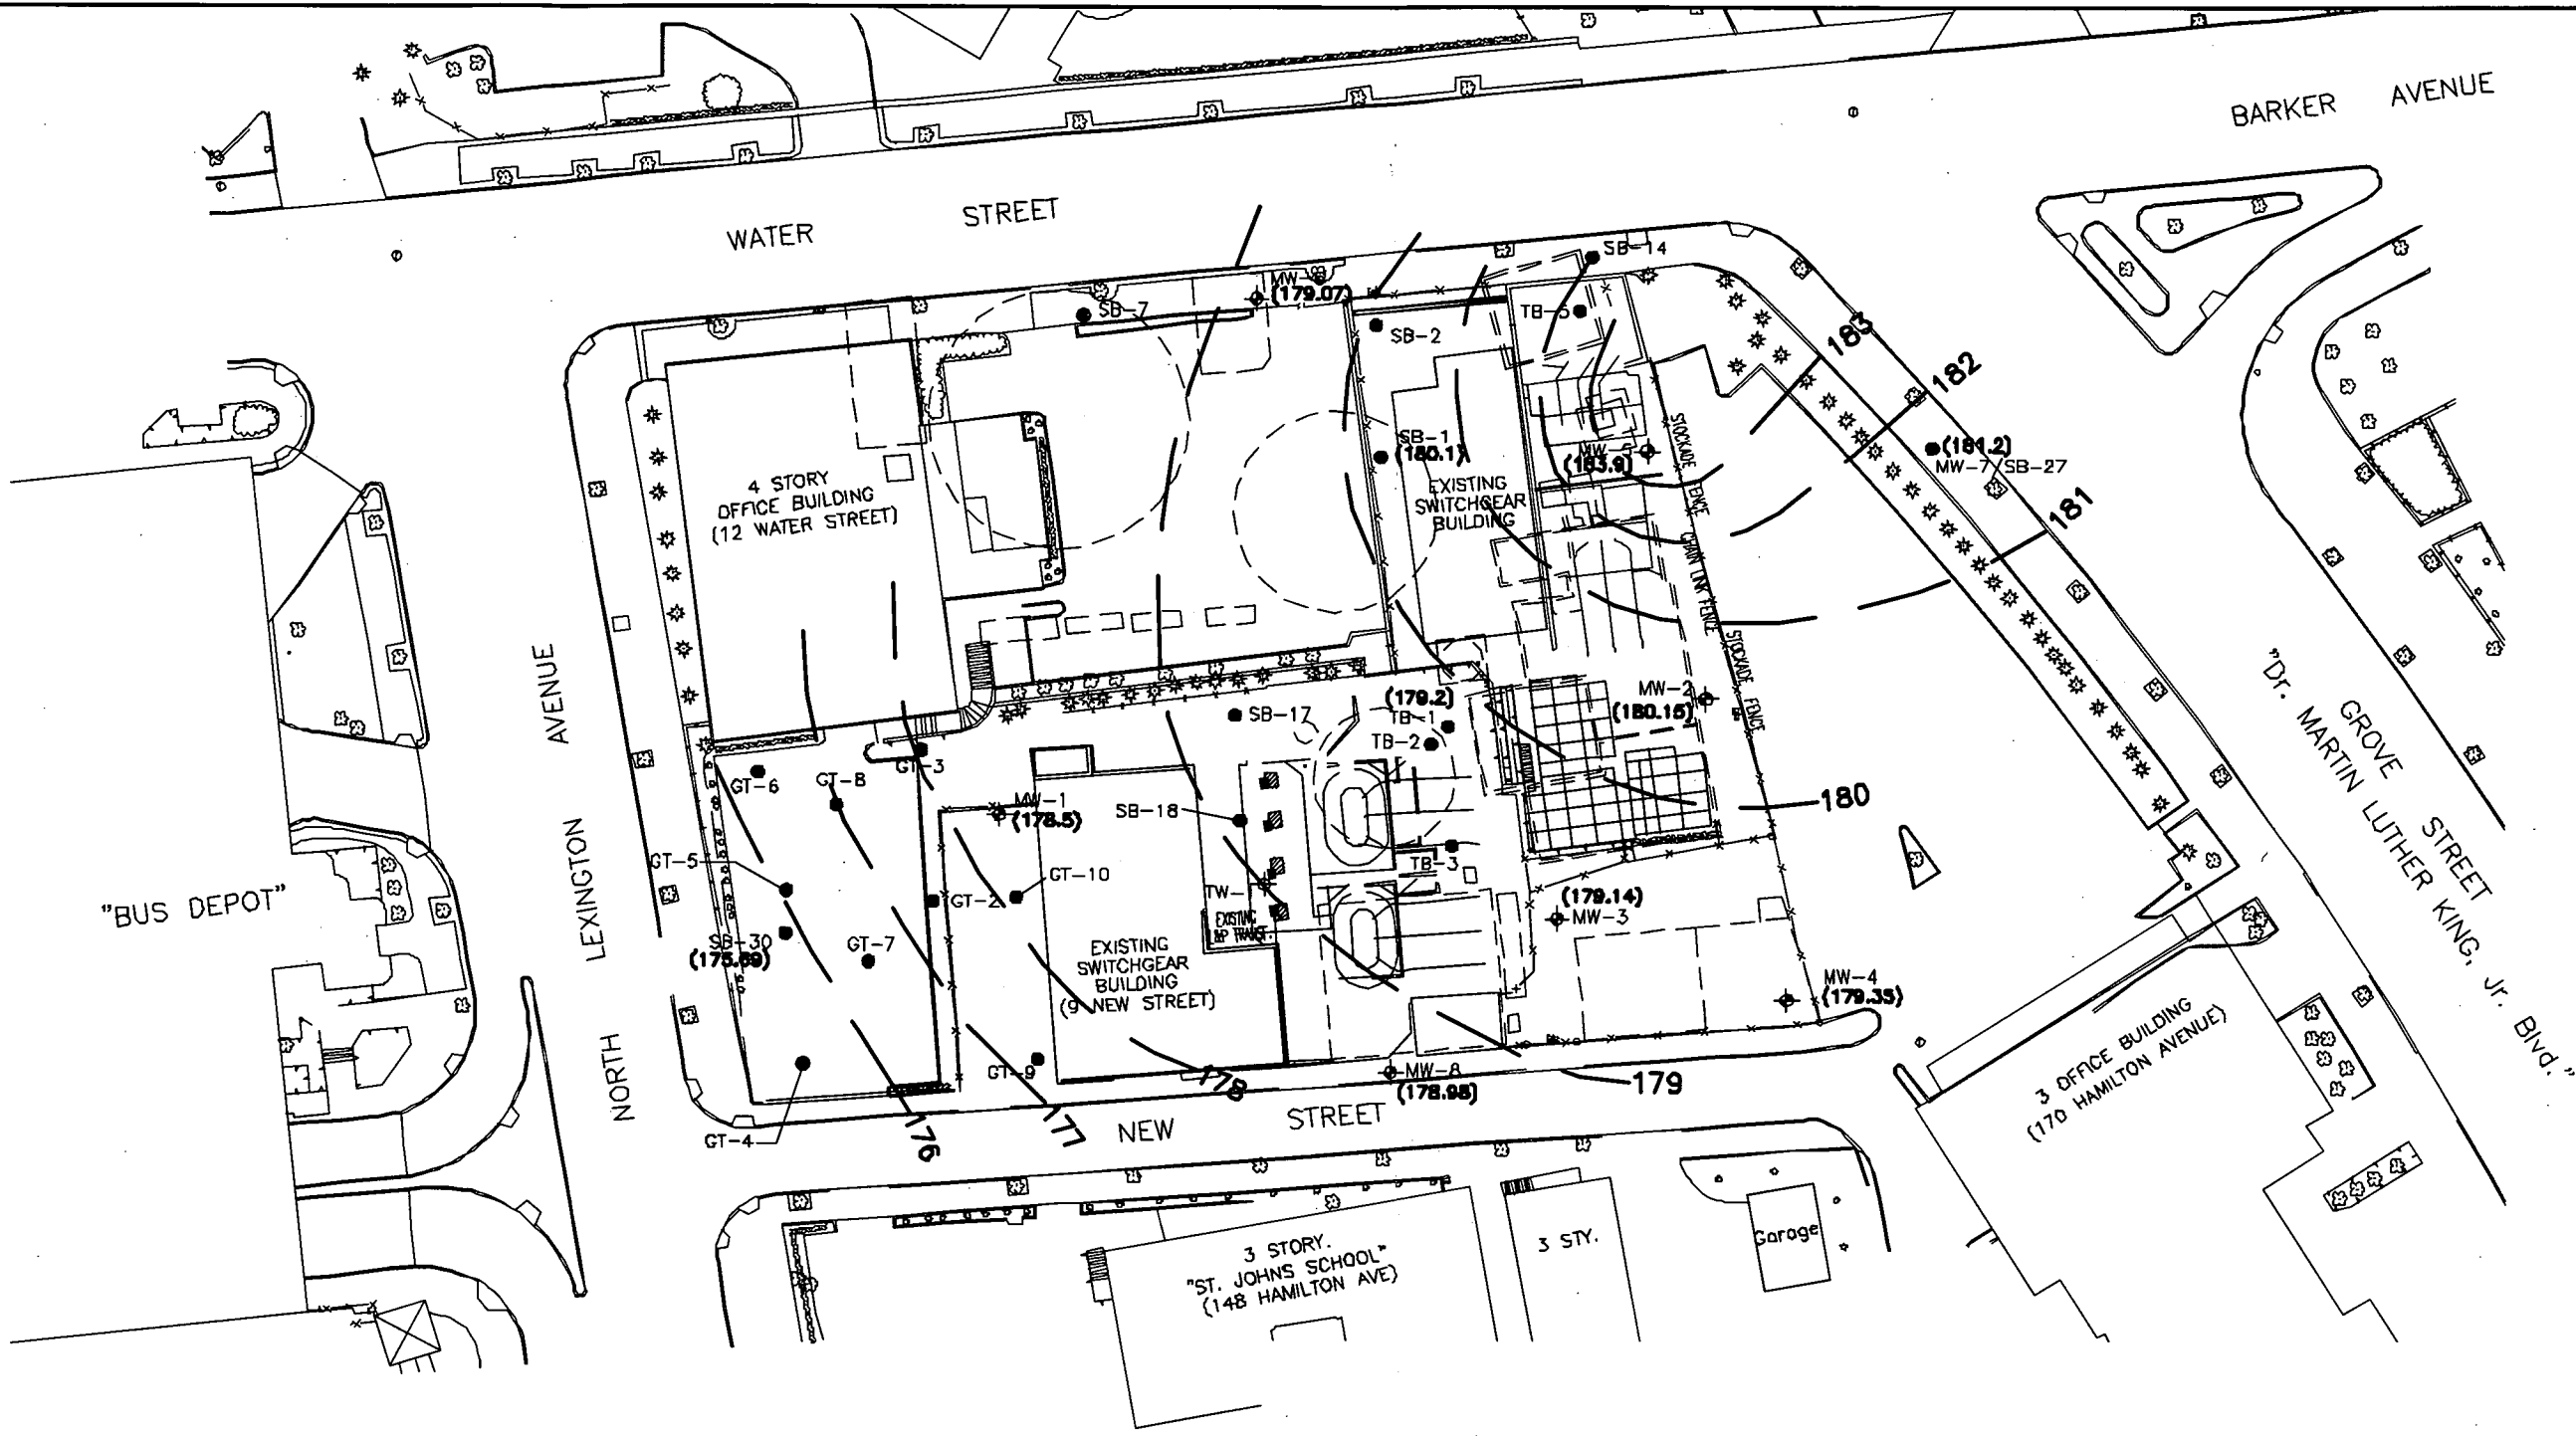 BARKER AVENUE
WATER STREET
SB-14
MW-6
(179.07)
SB-7
TB-5
SB-2
183
182
SB-1
(180.1)
MW-5
(183.9)
STOCKADE FENCE
(181.2)
MW-7/SB-27
4 STORY
OFFICE BUILDING
(12 WATER STREET)
EXISTING
SWITCHGEAR
BUILDING
181
CHAIN LINK FENCE
STOCKADE FENCE
NORTH LEXINGTON AVENUE
(179.2)
MW-2
(180.15)
SB-17
TB-1
TB-2
GROVE STREET
"Dr. MARTIN LUTHER KING, Jr. Blvd."
GT-6
GT-8
GT-3
MW-1
(178.5)
SB-18
180
GT-5
TB-3
"BUS DEPOT"
GT-2
GT-10
TW-
EXISTING
(179.14)
MW-3
SB-30
(175.69)
GT-7
EXISTING
SWITCHGEAR
BUILDING
(9 NEW STREET)
MW-4
(179.35)
GT-9
MW-8
(178.98)
178
179
3 OFFICE BUILDING
(170 HAMILTON AVENUE)
GT-4
176
177
NEW STREET
3 STORY.
"ST. JOHNS SCHOOL"
(148 HAMILTON AVE)
3 STY.
Garage